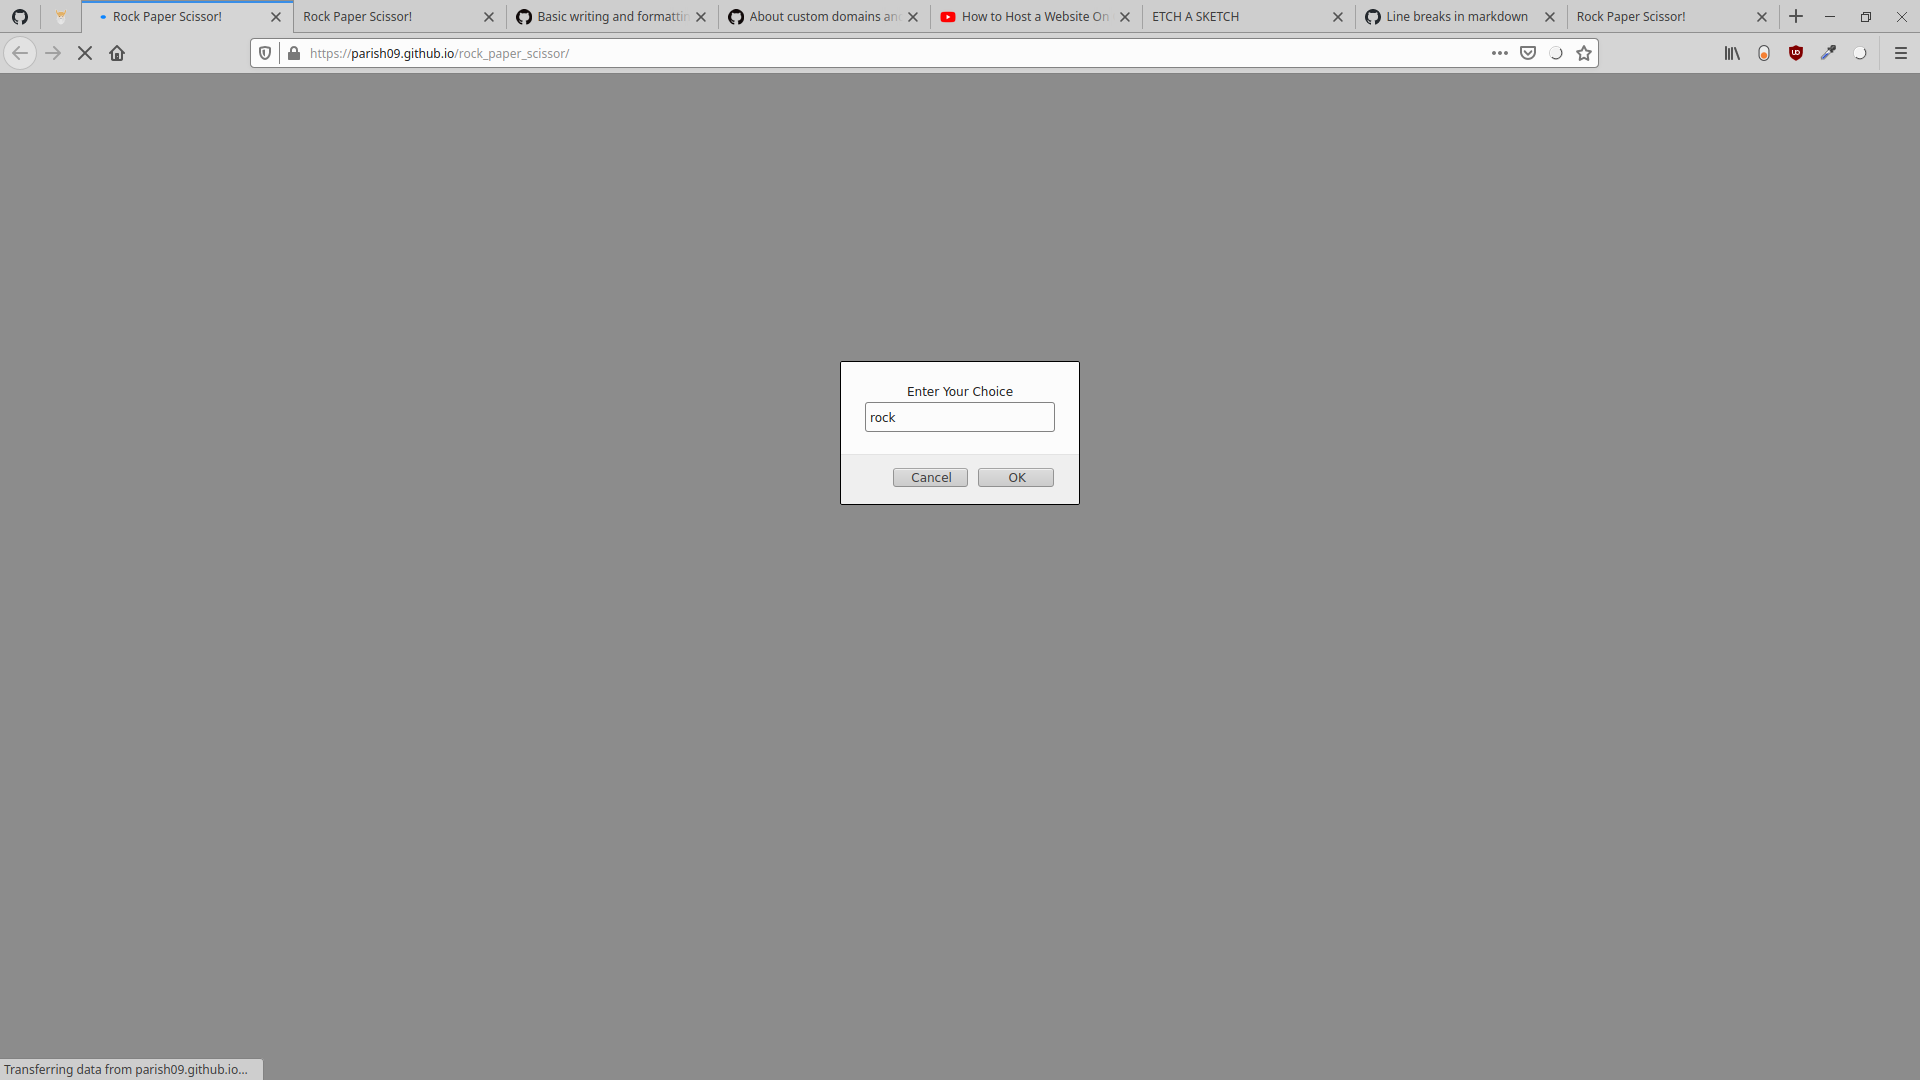 Rock Paper Scissor!
Rock Paper Scissor!
Basic writing and formattin
About custom domains an
How to Host a Website On
ETCH A SKETCH
Line breaks in markdown
Rock Paper Scissor!
https://parish09.github.io/rock_paper_scissor/
Enter Your Choice
rock
Cancel
OK
Transferring data from parish09.github.io...